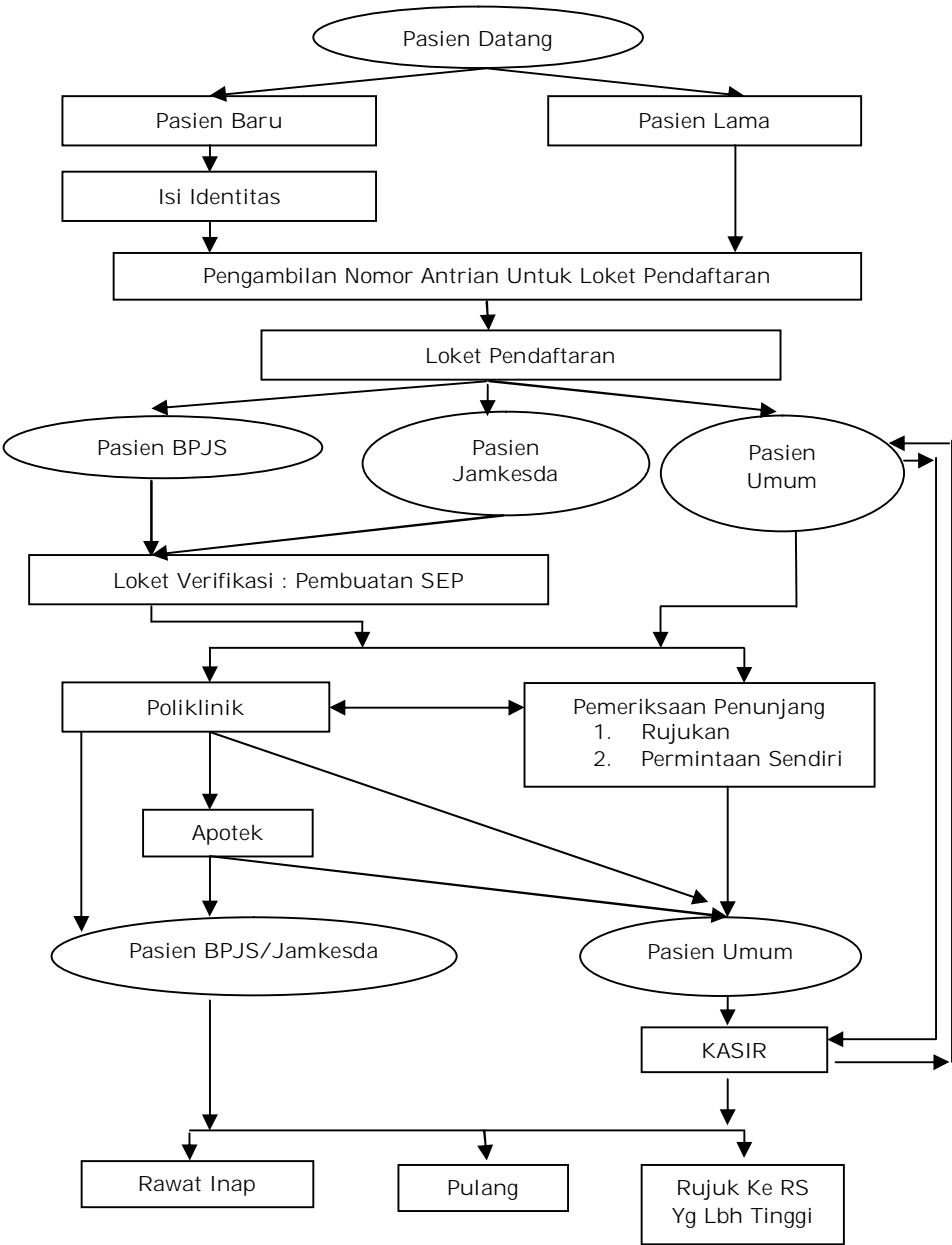 Pasien Datang
Pasien Baru
Pasien Lama
Isi Identitas
Pengambilan Nomor Antrian Untuk Loket Pendaftaran
Loket Pendaftaran
Pasien BPJS
Pasien
Jamkesda
Pasien
Umum
Loket Verifikasi : Pembuatan SEP
Poliklinik
Pemeriksaan Penunjang
1. Rujukan
2. Permintaan Sendiri
Apotek
Pasien BPJS/Jamkesda
Pasien Umum
KASIR
Rawat Inap
Pulang
Rujuk Ke RS
Yg Lbh Tinggi